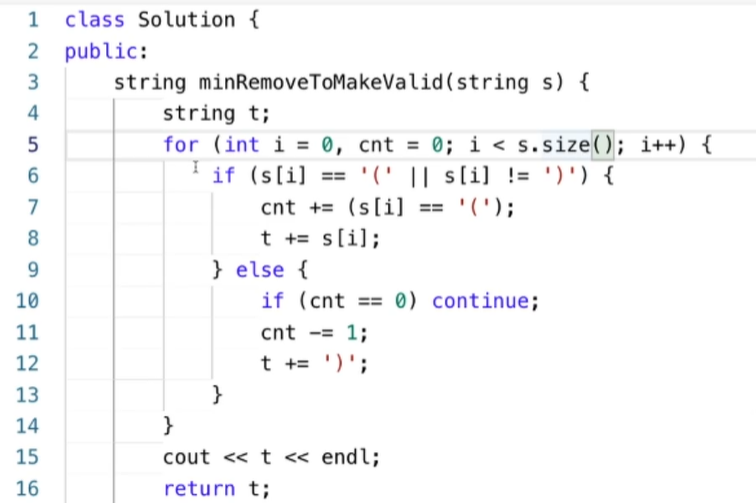 1 class Solution {
2 public:
3     string minRemoveToMakeValid(string s) {
4         string t;
5         for (int i = 0, cnt = 0; i < s.size(); i++) {
6             if (s[i] == '(' || s[i] != ')') {
7                 cnt += (s[i] == '(');
8                 t += s[i];
9             } else {
10                 if (cnt == 0) continue;
11                 cnt -= 1;
12                 t += ')';
13             }
14         }
15         cout << t << endl;
16         return t;